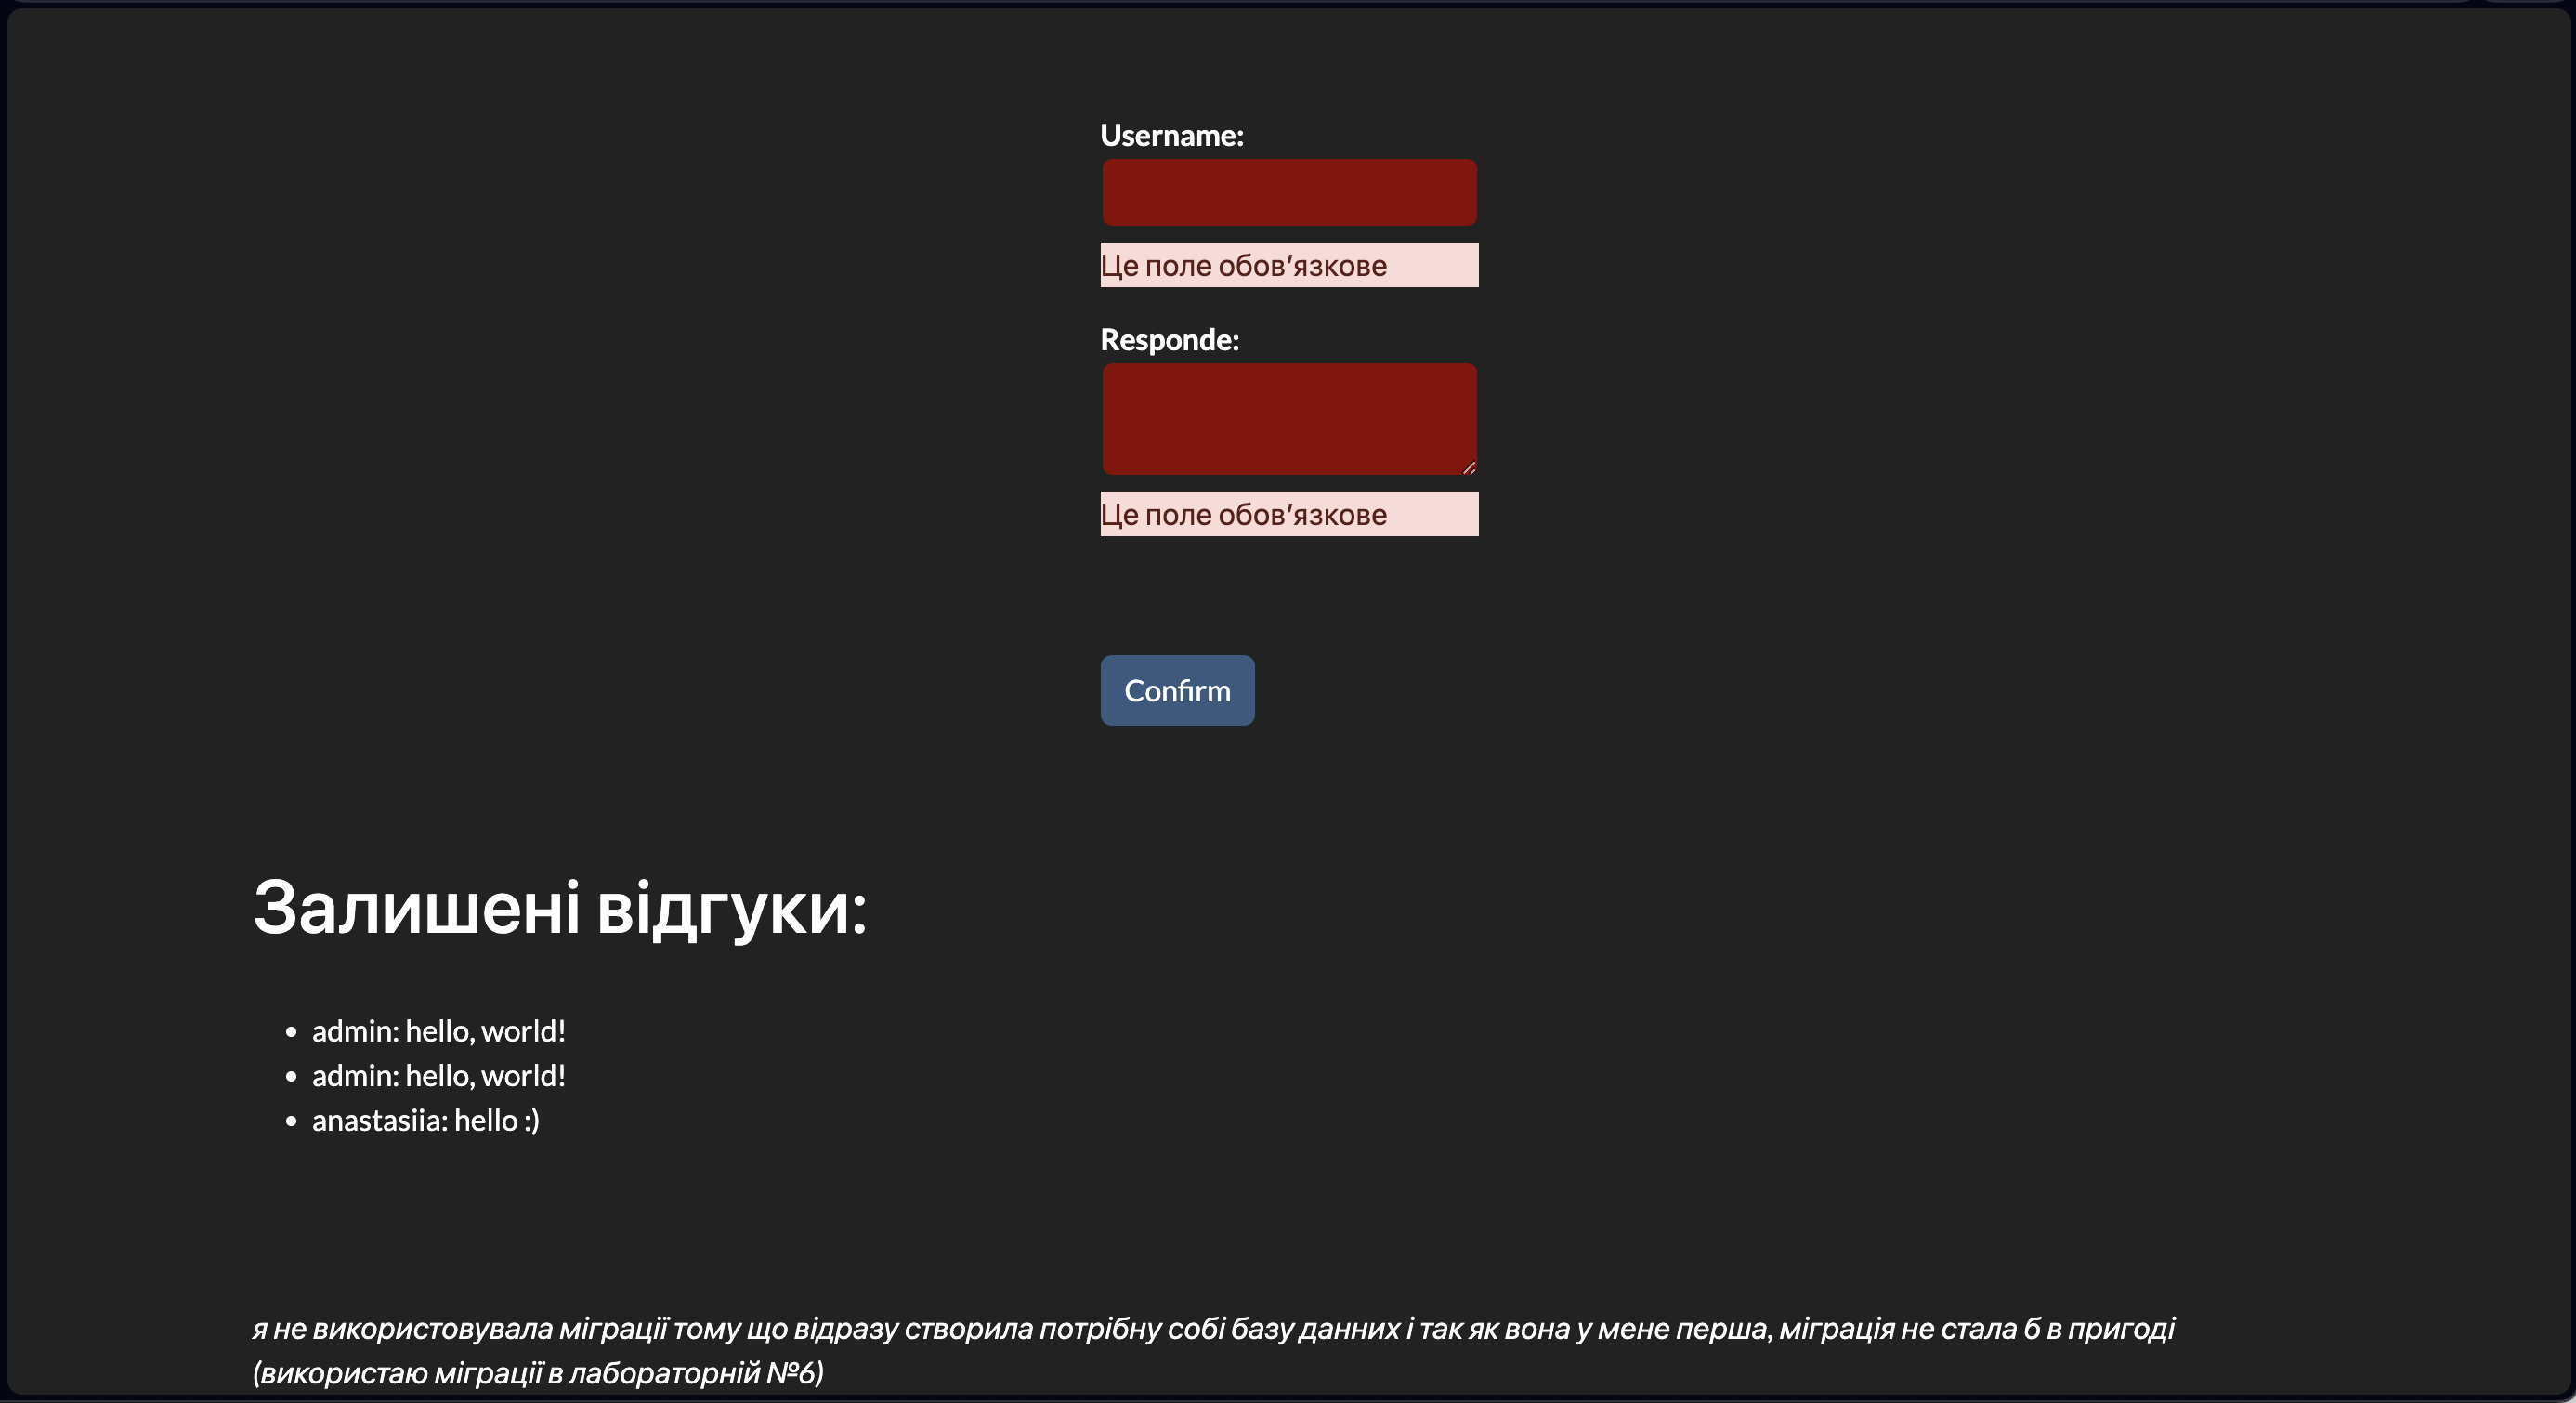 Username:
Це поле обов’язкове
Responde:
Це поле обов’язкове
Confirm
Залишені відгуки:
admin: hello, world!
admin: hello, world!
anastasiia: hello :)
я не використовувала міграції тому що відразу створила потрібну собі базу данних і так як вона у мене перша, міграція не стала б в пригоді
(використаю міграції в лабораторній №6)